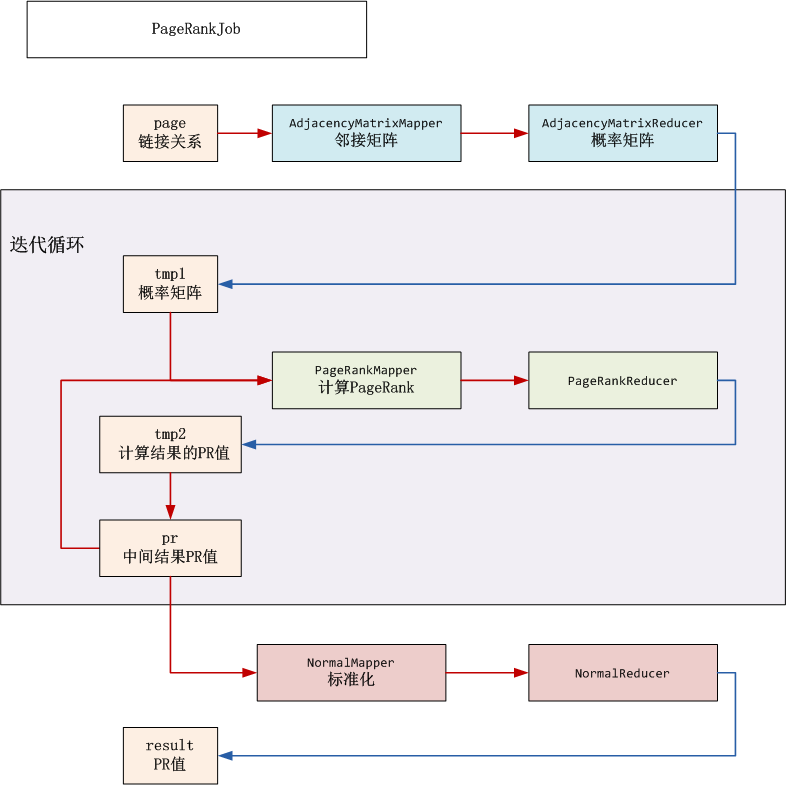 PageRankJob
page
链接关系
AdjacencyMatrixMapper
邻接矩阵
AdjacencyMatrixReducer
概率矩阵
迭代循环
tmp1
概率矩阵
PageRankMapper
计算PageRank
PageRankReducer
tmp2
计算结果的PR值
pr
中间结果PR值
NormalMapper
标准化
NormalReducer
result
PR值